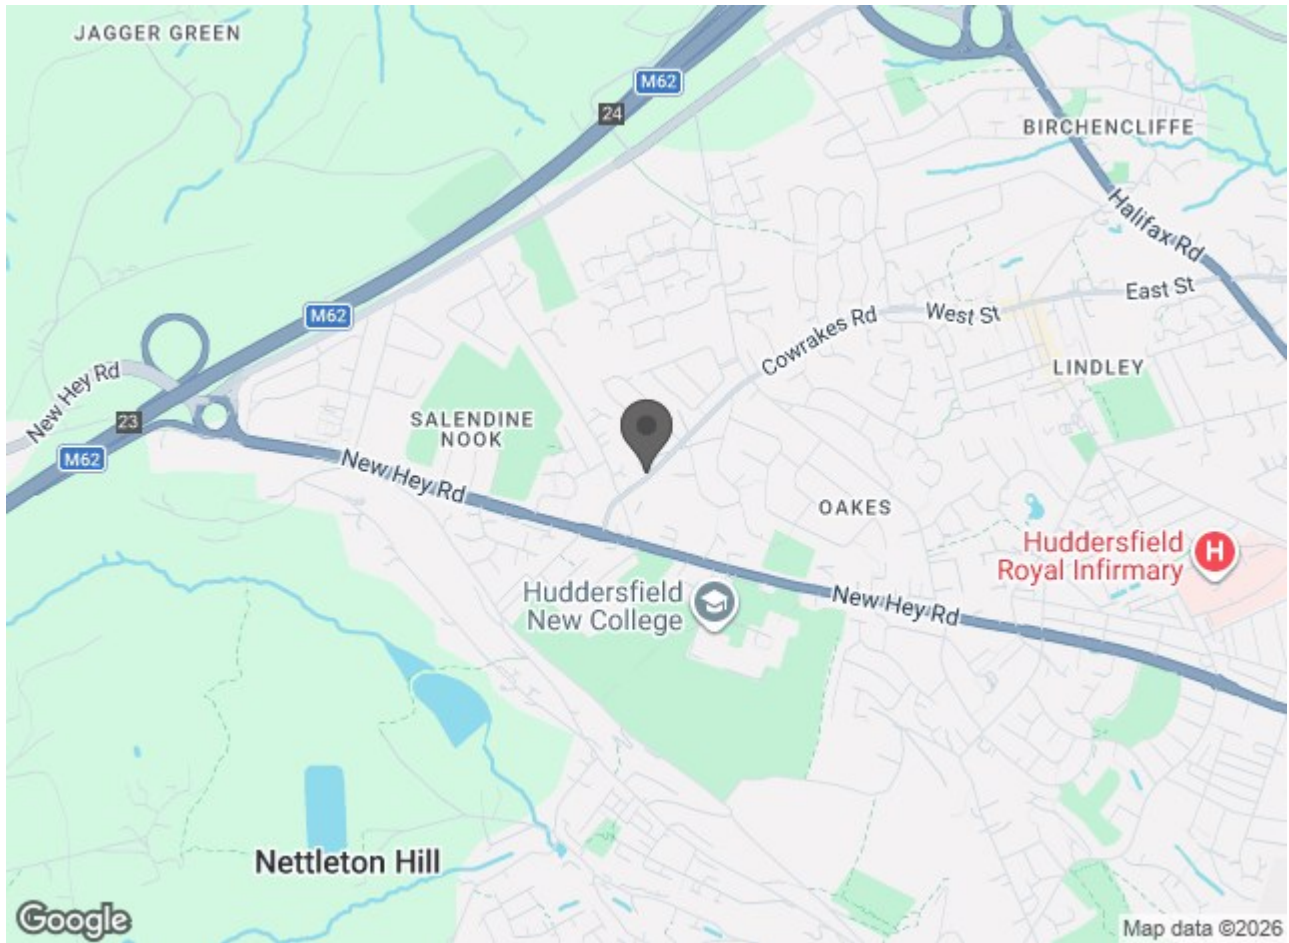 JAGGER GREEN
M62
24
BIRCHENCLIFFE
Halifax Rd
East St
West St
Cowrakes Rd
M62
LINDLEY
New Hey Rd
23
M62
SALENDINE
NOOK
New Hey Rd
OAKES
Huddersfield
Royal Infirmary
H
Huddersfield
New College
New Hey Rd
Nettleton Hill
Google
Map data ©2026